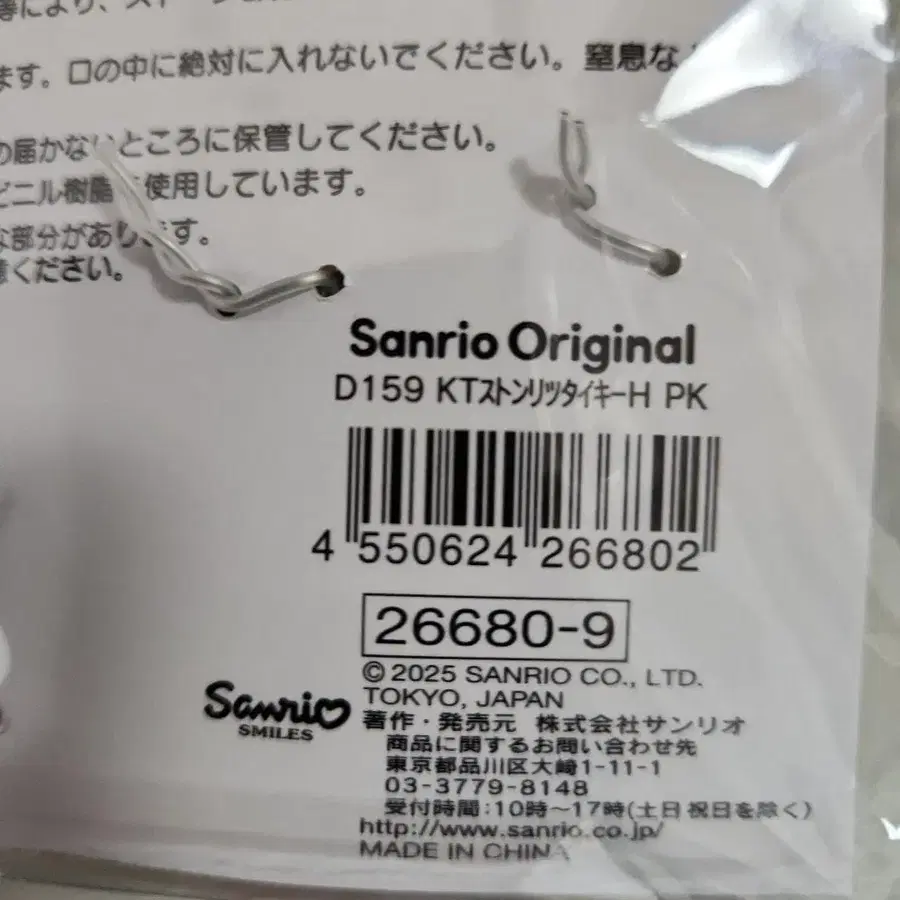 等により、スト
ます。口の中に絶対に入れないでください。窒息な
の届かないところに保管してください。
ビニル樹脂 使用しています。
な部分があります。
意ください。
Sanrio Original
D159 KTストンリツタイキーH PK
4 550624 266802
26680-9
© 2025 SANRIO CO., LTD.
TOKYO, JAPAN
著作・発売元 株式会社サンリオ
Sanrio
SMILES
商品に関するお問い合わせ先
東京都品川区大崎1-11-1
03-3779-8148
受付時間:10時～17時(土日祝日を除く)
http://www.sanrio.co.jp/
MADE IN CHINA